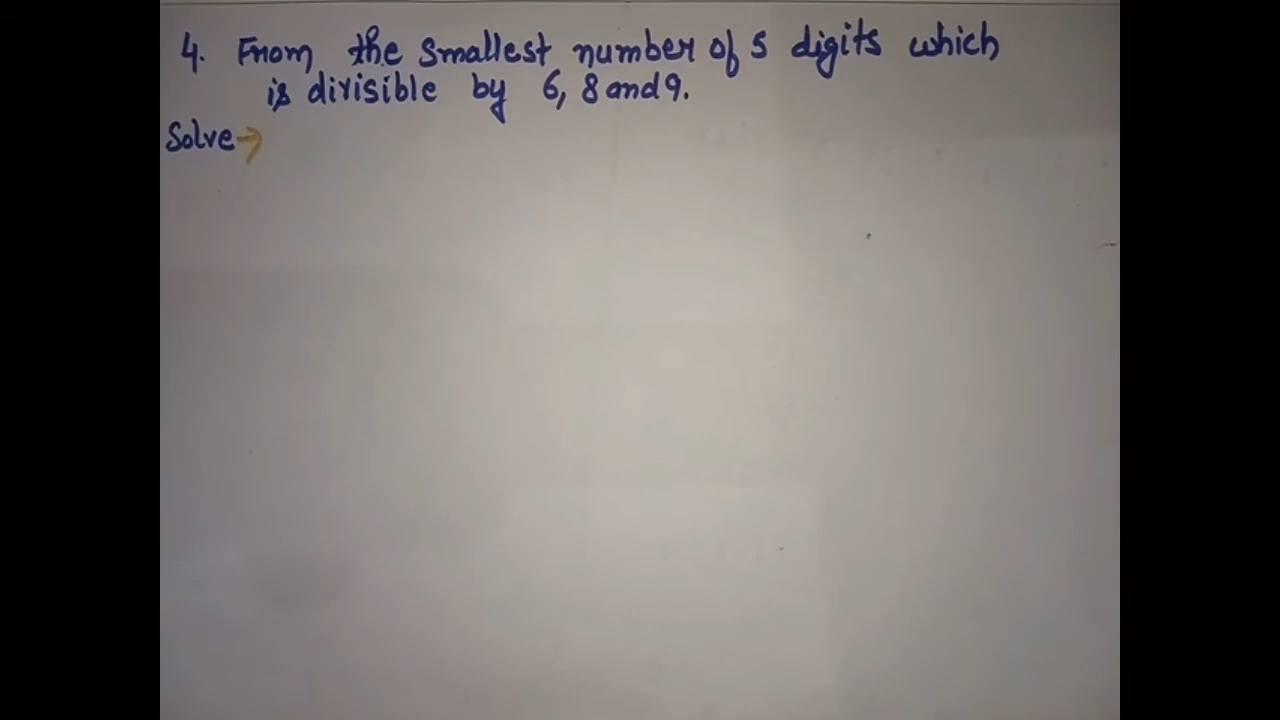 4. From the smallest number of 5 digits which
is divisible by 6, 8 and 9.
Solve→